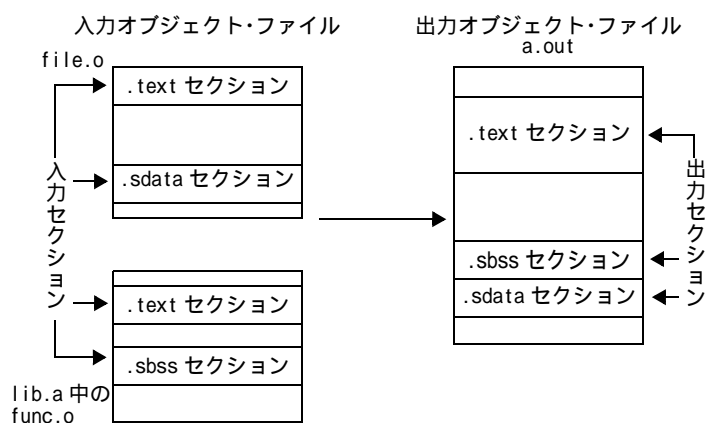 入力オブジェクト・ファイル
file.o
.text セクション
.sdata セクション
入力セクション
.text セクション
.sbss セクション
lib.a 中の
func.o
出力オブジェクト・ファイル
a.out
.text セクション
.sbss セクション
.sdata セクション
出力セクション